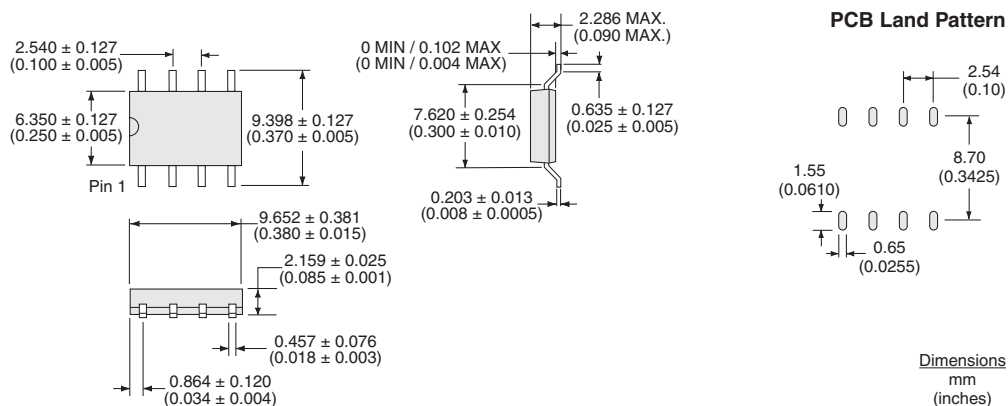 2.540 ± 0.127
(0.100 ± 0.005)
6.350 ± 0.127
(0.250 ± 0.005)
9.398 ± 0.127
(0.370 ± 0.005)
Pin 1
9.652 ± 0.381
(0.380 ± 0.015)
2.159 ± 0.025
(0.085 ± 0.001)
0.457 ± 0.076
(0.018 ± 0.003)
0.864 ± 0.120
(0.034 ± 0.004)
2.286 MAX.
(0.090 MAX.)
0 MIN / 0.102 MAX
(0 MIN / 0.004 MAX)
7.620 ± 0.254
(0.300 ± 0.010)
0.635 ± 0.127
(0.025 ± 0.005)
0.203 ± 0.013
(0.008 ± 0.0005)
PCB Land Pattern
2.54
(0.10)
8.70
(0.3425)
1.55
(0.0610)
0.65
(0.0255)
Dimensions
mm
(inches)